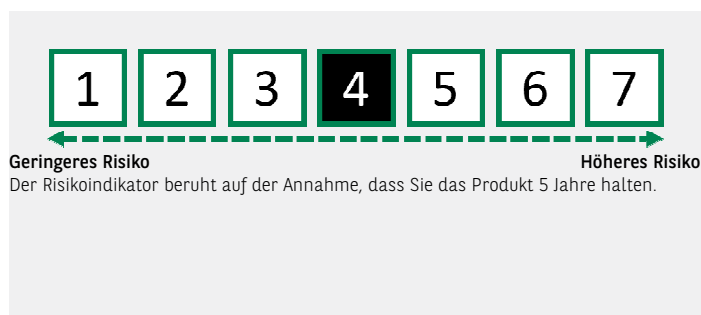 1 2 3 4 5 6 7
Geringeres Risiko Höheres Risiko
Der Risikoindikator beruht auf der Annahme, dass Sie das Produkt 5 Jahre halten.